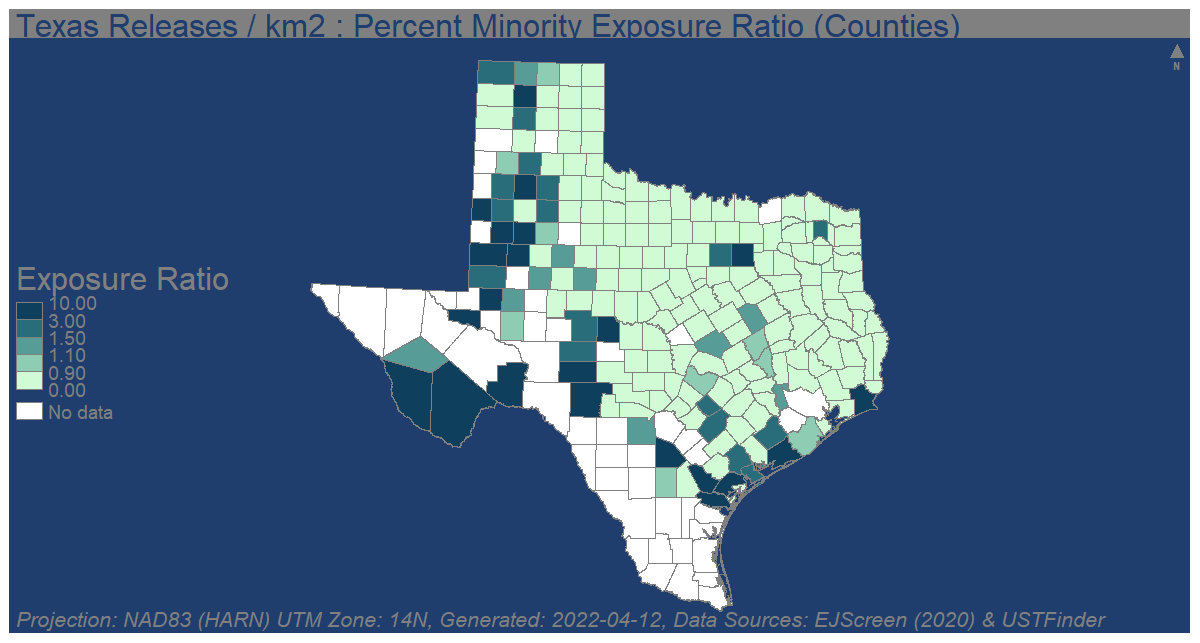 Texas Releases / km2 : Percent Minority Exposure Ratio (Counties)
N
Exposure Ratio
10.00
3.00
1.50
1.10
0.90
0.00
No data
Projection: NAD83 (HARN) UTM Zone: 14N, Generated: 2022-04-12, Data Sources: EJScreen (2020) & USTFinder